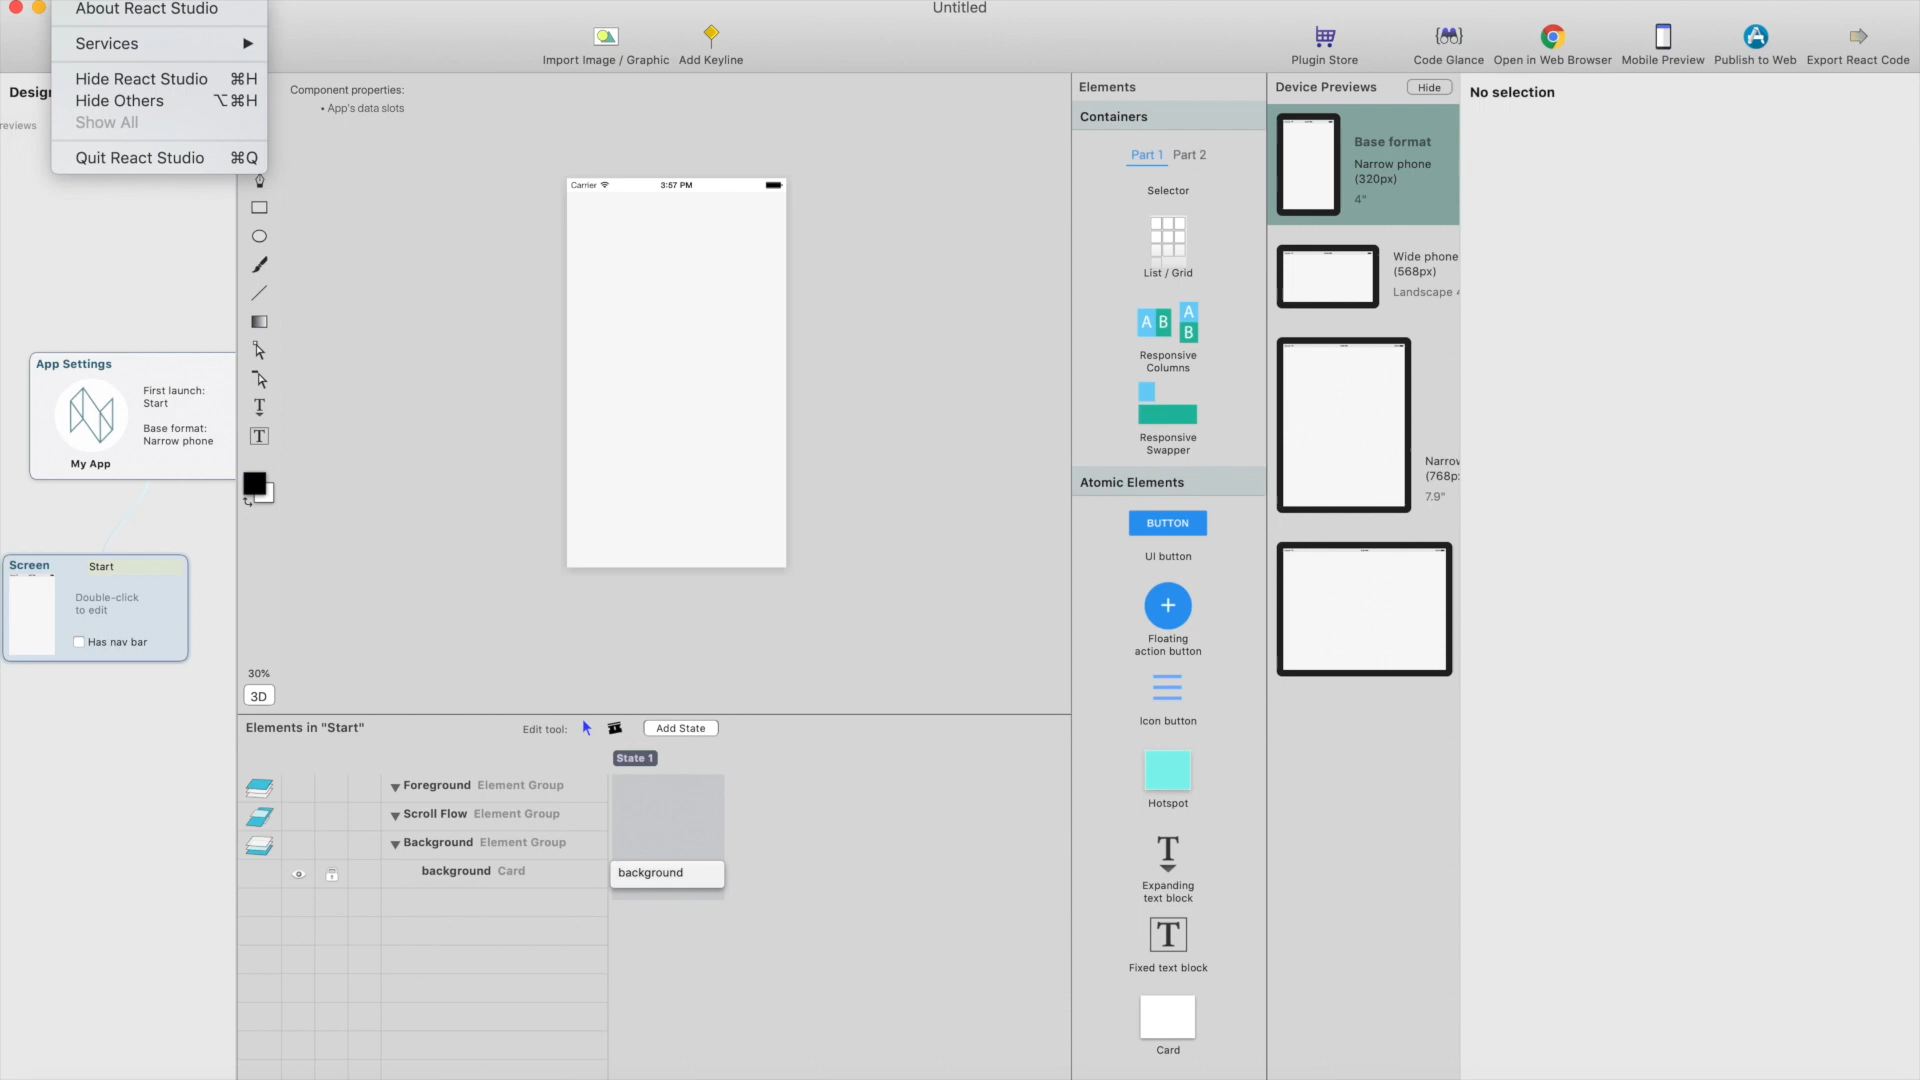 Untitled
About React Studio
Services
Hide React Studio ⌘H
Hide Others ⌥⌘H
Show All
Quit React Studio ⌘Q
Import Image / Graphic
Add Keyline
Plugin Store
Code Glance
Open in Web Browser
Mobile Preview
Publish to Web
Export React Code
Component properties:
• App's data slots
Carrier
3:57 PM
App Settings
First launch:
Start
Base format:
Narrow phone
My App
Screen
Start
Double-click
to edit
Has nav bar
T
T
30%
3D
Elements in "Start"
Edit tool:
Add State
State 1
Foreground Element Group
Scroll Flow Element Group
Background Element Group
background Card
background
Elements
Containers
Part 1
Part 2
Selector
List / Grid
A B
A
B
Responsive
Columns
Responsive
Swapper
Atomic Elements
BUTTON
UI button
Floating
action button
Icon button
Hotspot
T
Expanding
text block
T
Fixed text block
Card
Device Previews
Hide
Base format
Narrow phone
(320px)
4"
Wide phone
(568px)
Landscape
7.9"
No selection